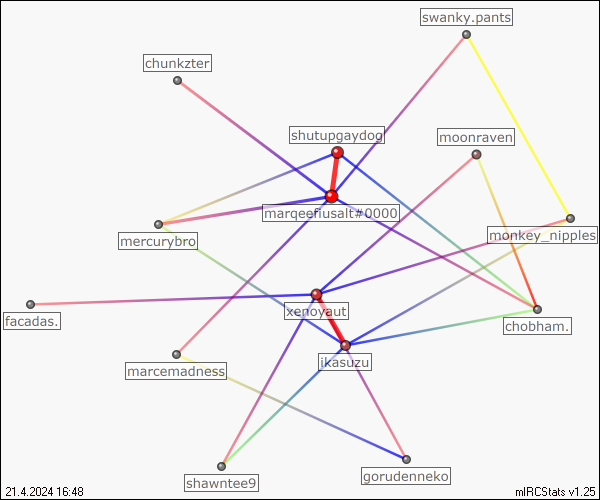 swanky.pants
chunkzter
shutupgaydog
moonraven
marqeefiusalt#0000
mercurybro
monkey_nipples
xenoyaut
facadas.
chobham.
ikasuzu
marcemadness
shawntee9
gorudenneko
21.4.2024 16:48
mIRCStats v1.25